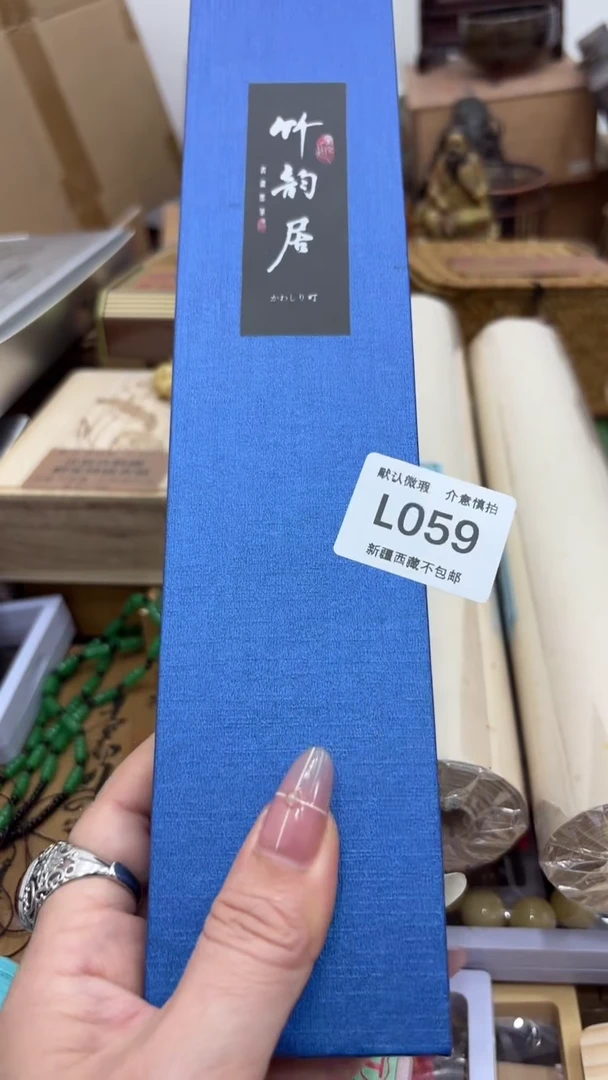 竹韵居
かわしり町
默认微瑕 介意慎拍
L059
新疆西藏不包邮